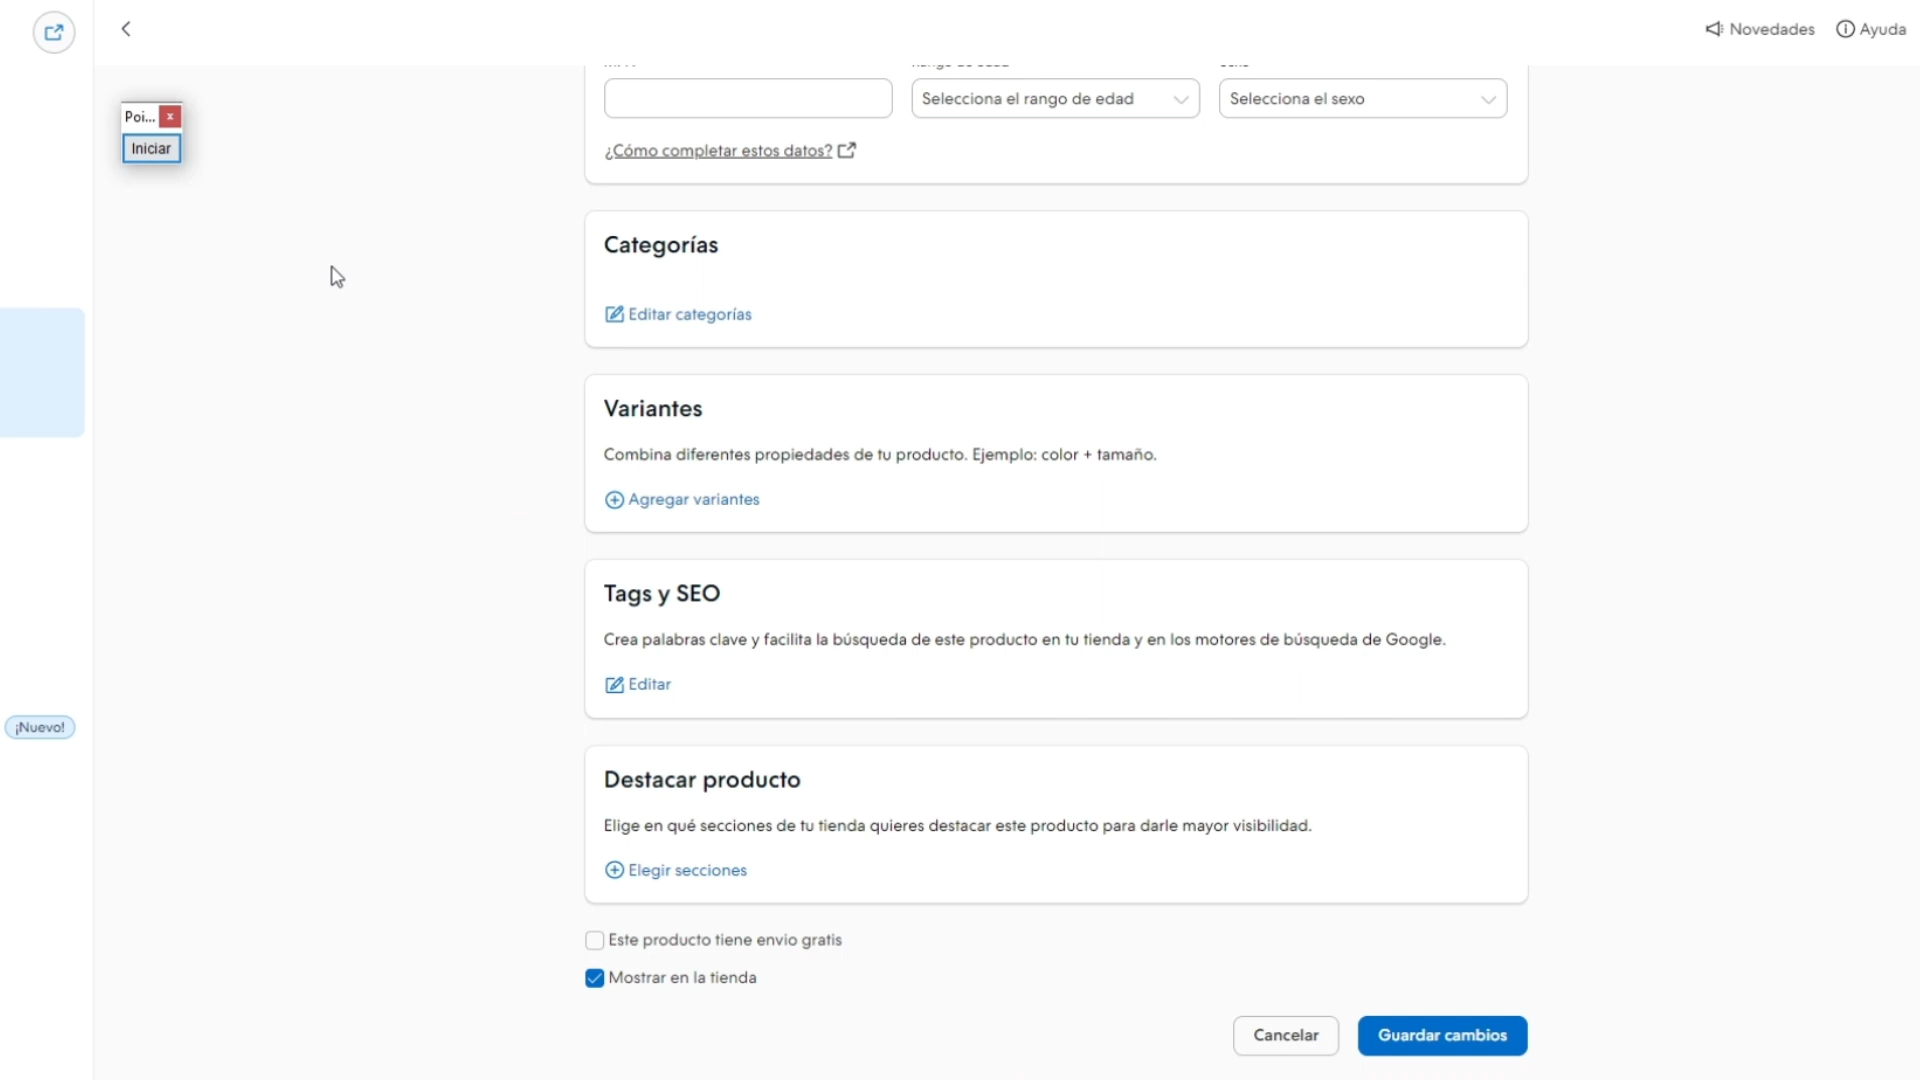 Novedades
Ayuda
Poi... x
Iniciar
Selecciona el rango de edad
Selecciona el sexo
¿Cómo completar estos datos?
Categorías
Editar categorías
Variantes
Combina diferentes propiedades de tu producto. Ejemplo: color + tamaño.
Agregar variantes
Tags y SEO
Crea palabras clave y facilita la búsqueda de este producto en tu tienda y en los motores de búsqueda de Google.
Editar
¡Nuevo!
Destacar producto
Elige en qué secciones de tu tienda quieres destacar este producto para darle mayor visibilidad.
Elegir secciones
Este producto tiene envio gratis
Mostrar en la tienda
Cancelar
Guardar cambios